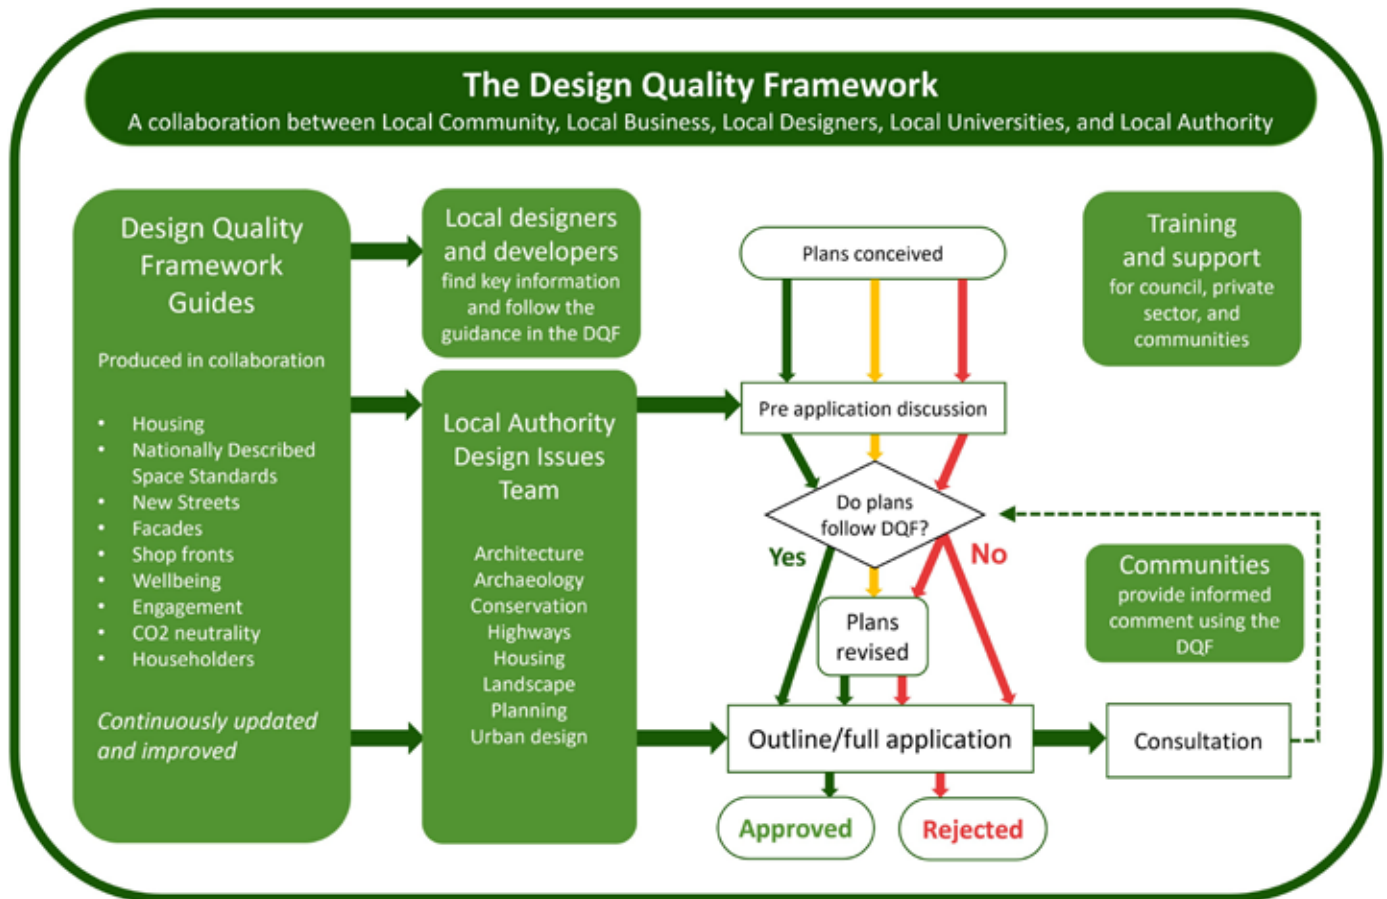 The Design Quality Framework
A collaboration between Local Community, Local Business, Local Designers, Local Universities, and Local Authority
Design Quality
Framework
Guides
Produced in collaboration
• Housing
• Nationally Described
Space Standards
• New Streets
• Facades
• Shop fronts
• Wellbeing
• Engagement
• CO2 neutrality
• Householders
Continuously updated
and improved
Local designers
and developers
find key information
and follow the
guidance in the DQF
Local Authority
Design Issues
Team
Architecture
Archaeology
Conservation
Highways
Housing
Landscape
Planning
Urban design
Plans conceived
Pre application discussion
Do plans
follow DQF?
Yes
No
Plans
revised
Outline/full application
Approved
Rejected
Training
and support
for council, private
sector, and
communities
Communities
provide informed
comment using the
DQF
Consultation